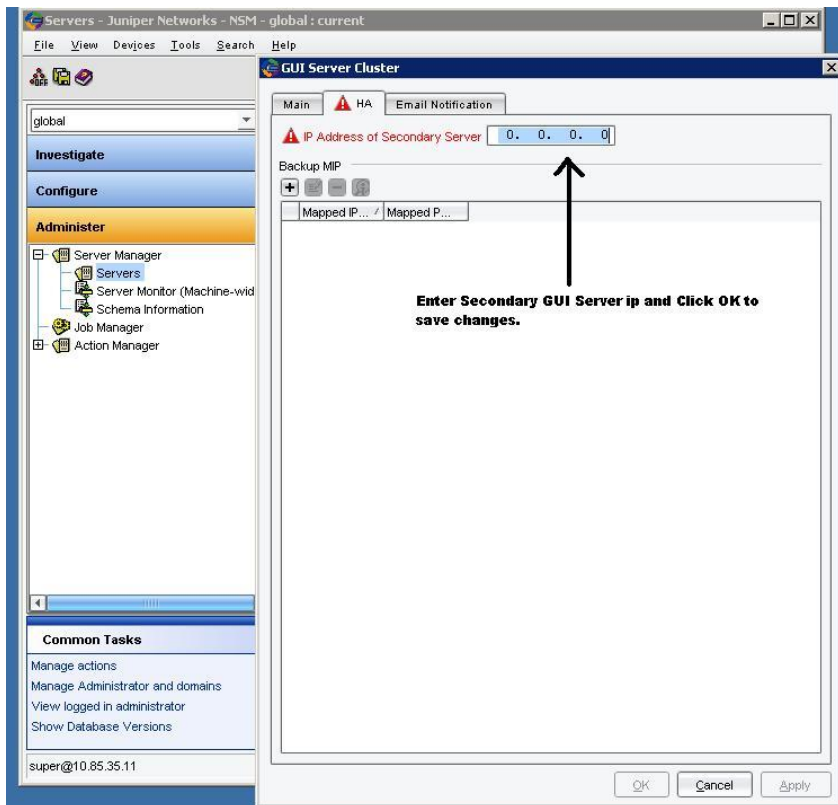 Servers - Juniper Networks - NSM - global : current
File View Devices Tools Search Help
OFF
global
Investigate
Configure
Administer
Server Manager
Servers
Server Monitor (Machine-wid
Schema Information
Job Manager
Action Manager
Common Tasks
Manage actions
Manage Administrator and domains
View logged in administrator
Show Database Versions
super@10.85.35.11
GUI Server Cluster
Main HA Email Notification
IP Address of Secondary Server 0. 0. 0. 0
Backup MIP
Mapped IP... Mapped P...
Enter Secondary GUI Server ip and Click OK to
save changes.
OK Cancel Apply